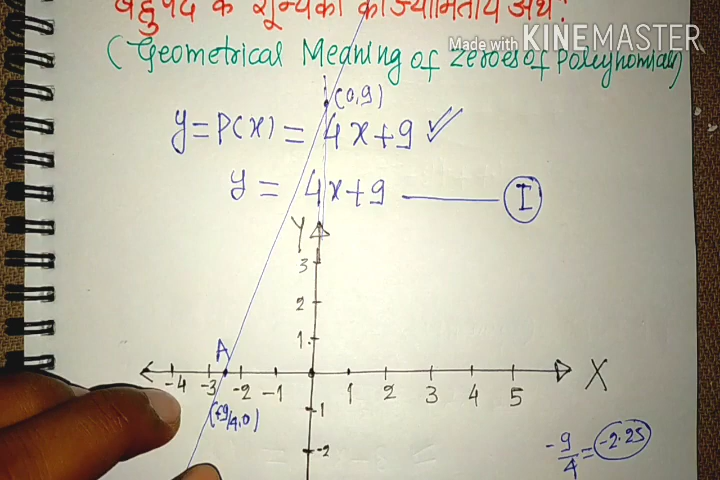 बहुपद के शून्यकों का ज्यामितीय अर्थ:
Made with KINEMASTER
(Geometrical Meaning of Zeroes of Polynomials)
(0,9)
y = P(x) = 4x+9
y = 4x+9 I
Y
3
2
1
A
-4 -3 -2 -1 1 2 3 4 5 X
(-9/4,0)
-1
-2
-9/4 = -2.25